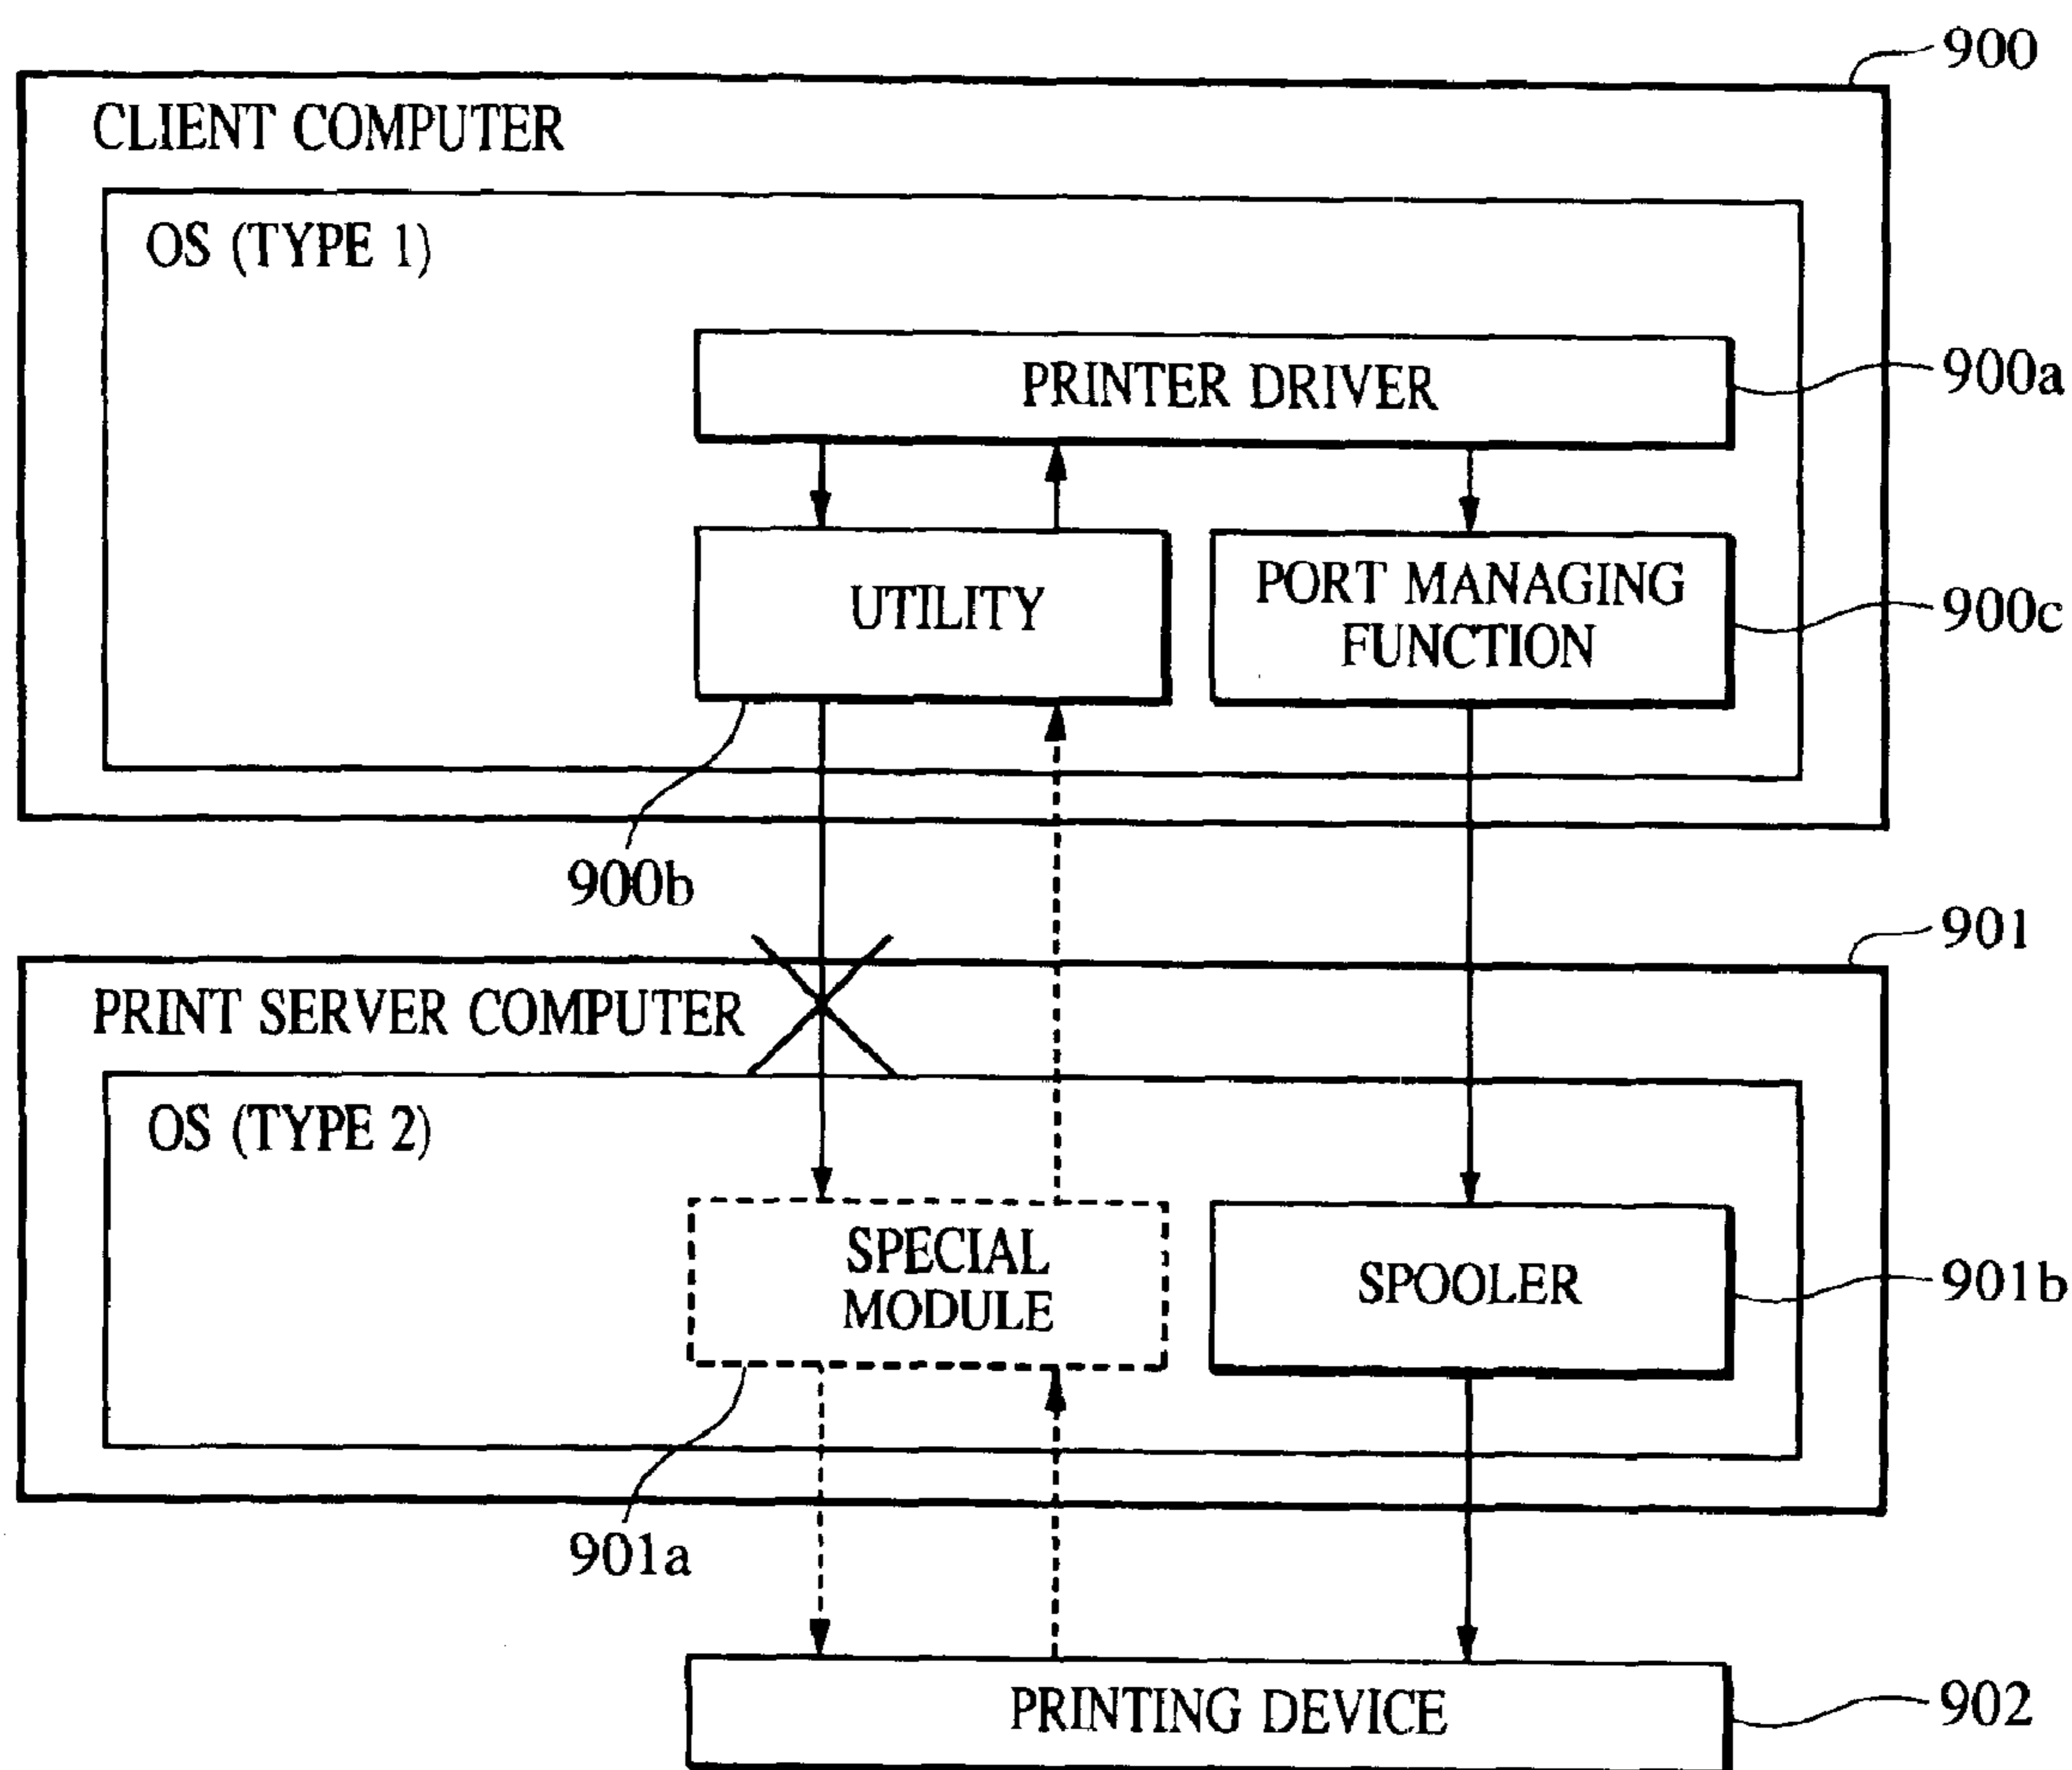 900
CLIENT COMPUTER
OS (TYPE 1)
PRINTER DRIVER
900a
UTILITY
PORT MANAGING
FUNCTION
900c
900b
901
PRINT SERVER COMPUTER
OS (TYPE 2)
SPECIAL
MODULE
SPOOLER
901b
901a
PRINTING DEVICE
902